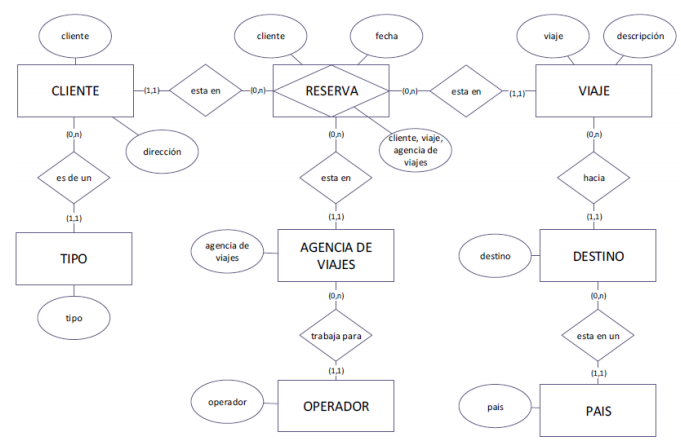 cliente
cliente
fecha
viaje
descripción
CLIENTE
(1,1)
esta en
(0,n)
RESERVA
(0,n)
esta en
(1,1)
VIAJE
(0,n)
dirección
(0,n)
cliente, viaje,
agencia de
viajes
(0,n)
es de un
esta en
hacia
(1,1)
(1,1)
(1,1)
TIPO
agencia de
viajes
AGENCIA DE
VIAJES
destino
DESTINO
tipo
(0,n)
(0,n)
trabaja para
esta en un
(1,1)
(1,1)
operador
OPERADOR
pais
PAIS